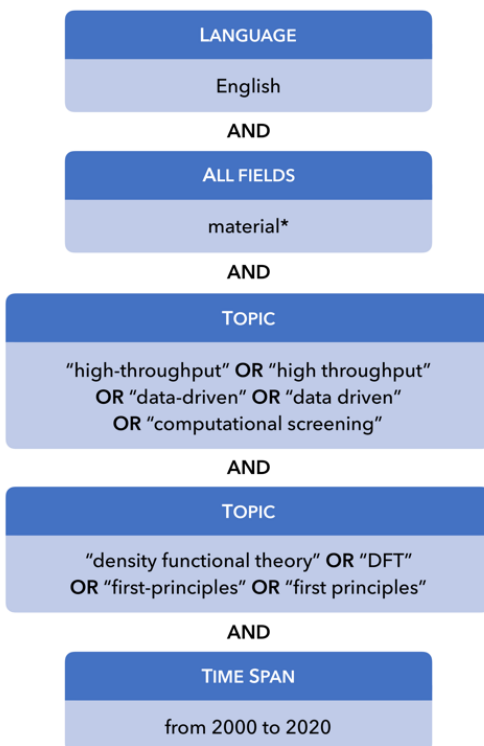 LANGUAGE
English
AND
ALL FIELDS
material*
AND
TOPIC
“high-throughput” OR “high throughput”
OR “data-driven” OR “data driven”
OR “computational screening”
AND
TOPIC
“density functional theory” OR “DFT”
OR “first-principles” OR “first principles”
AND
TIME SPAN
from 2000 to 2020